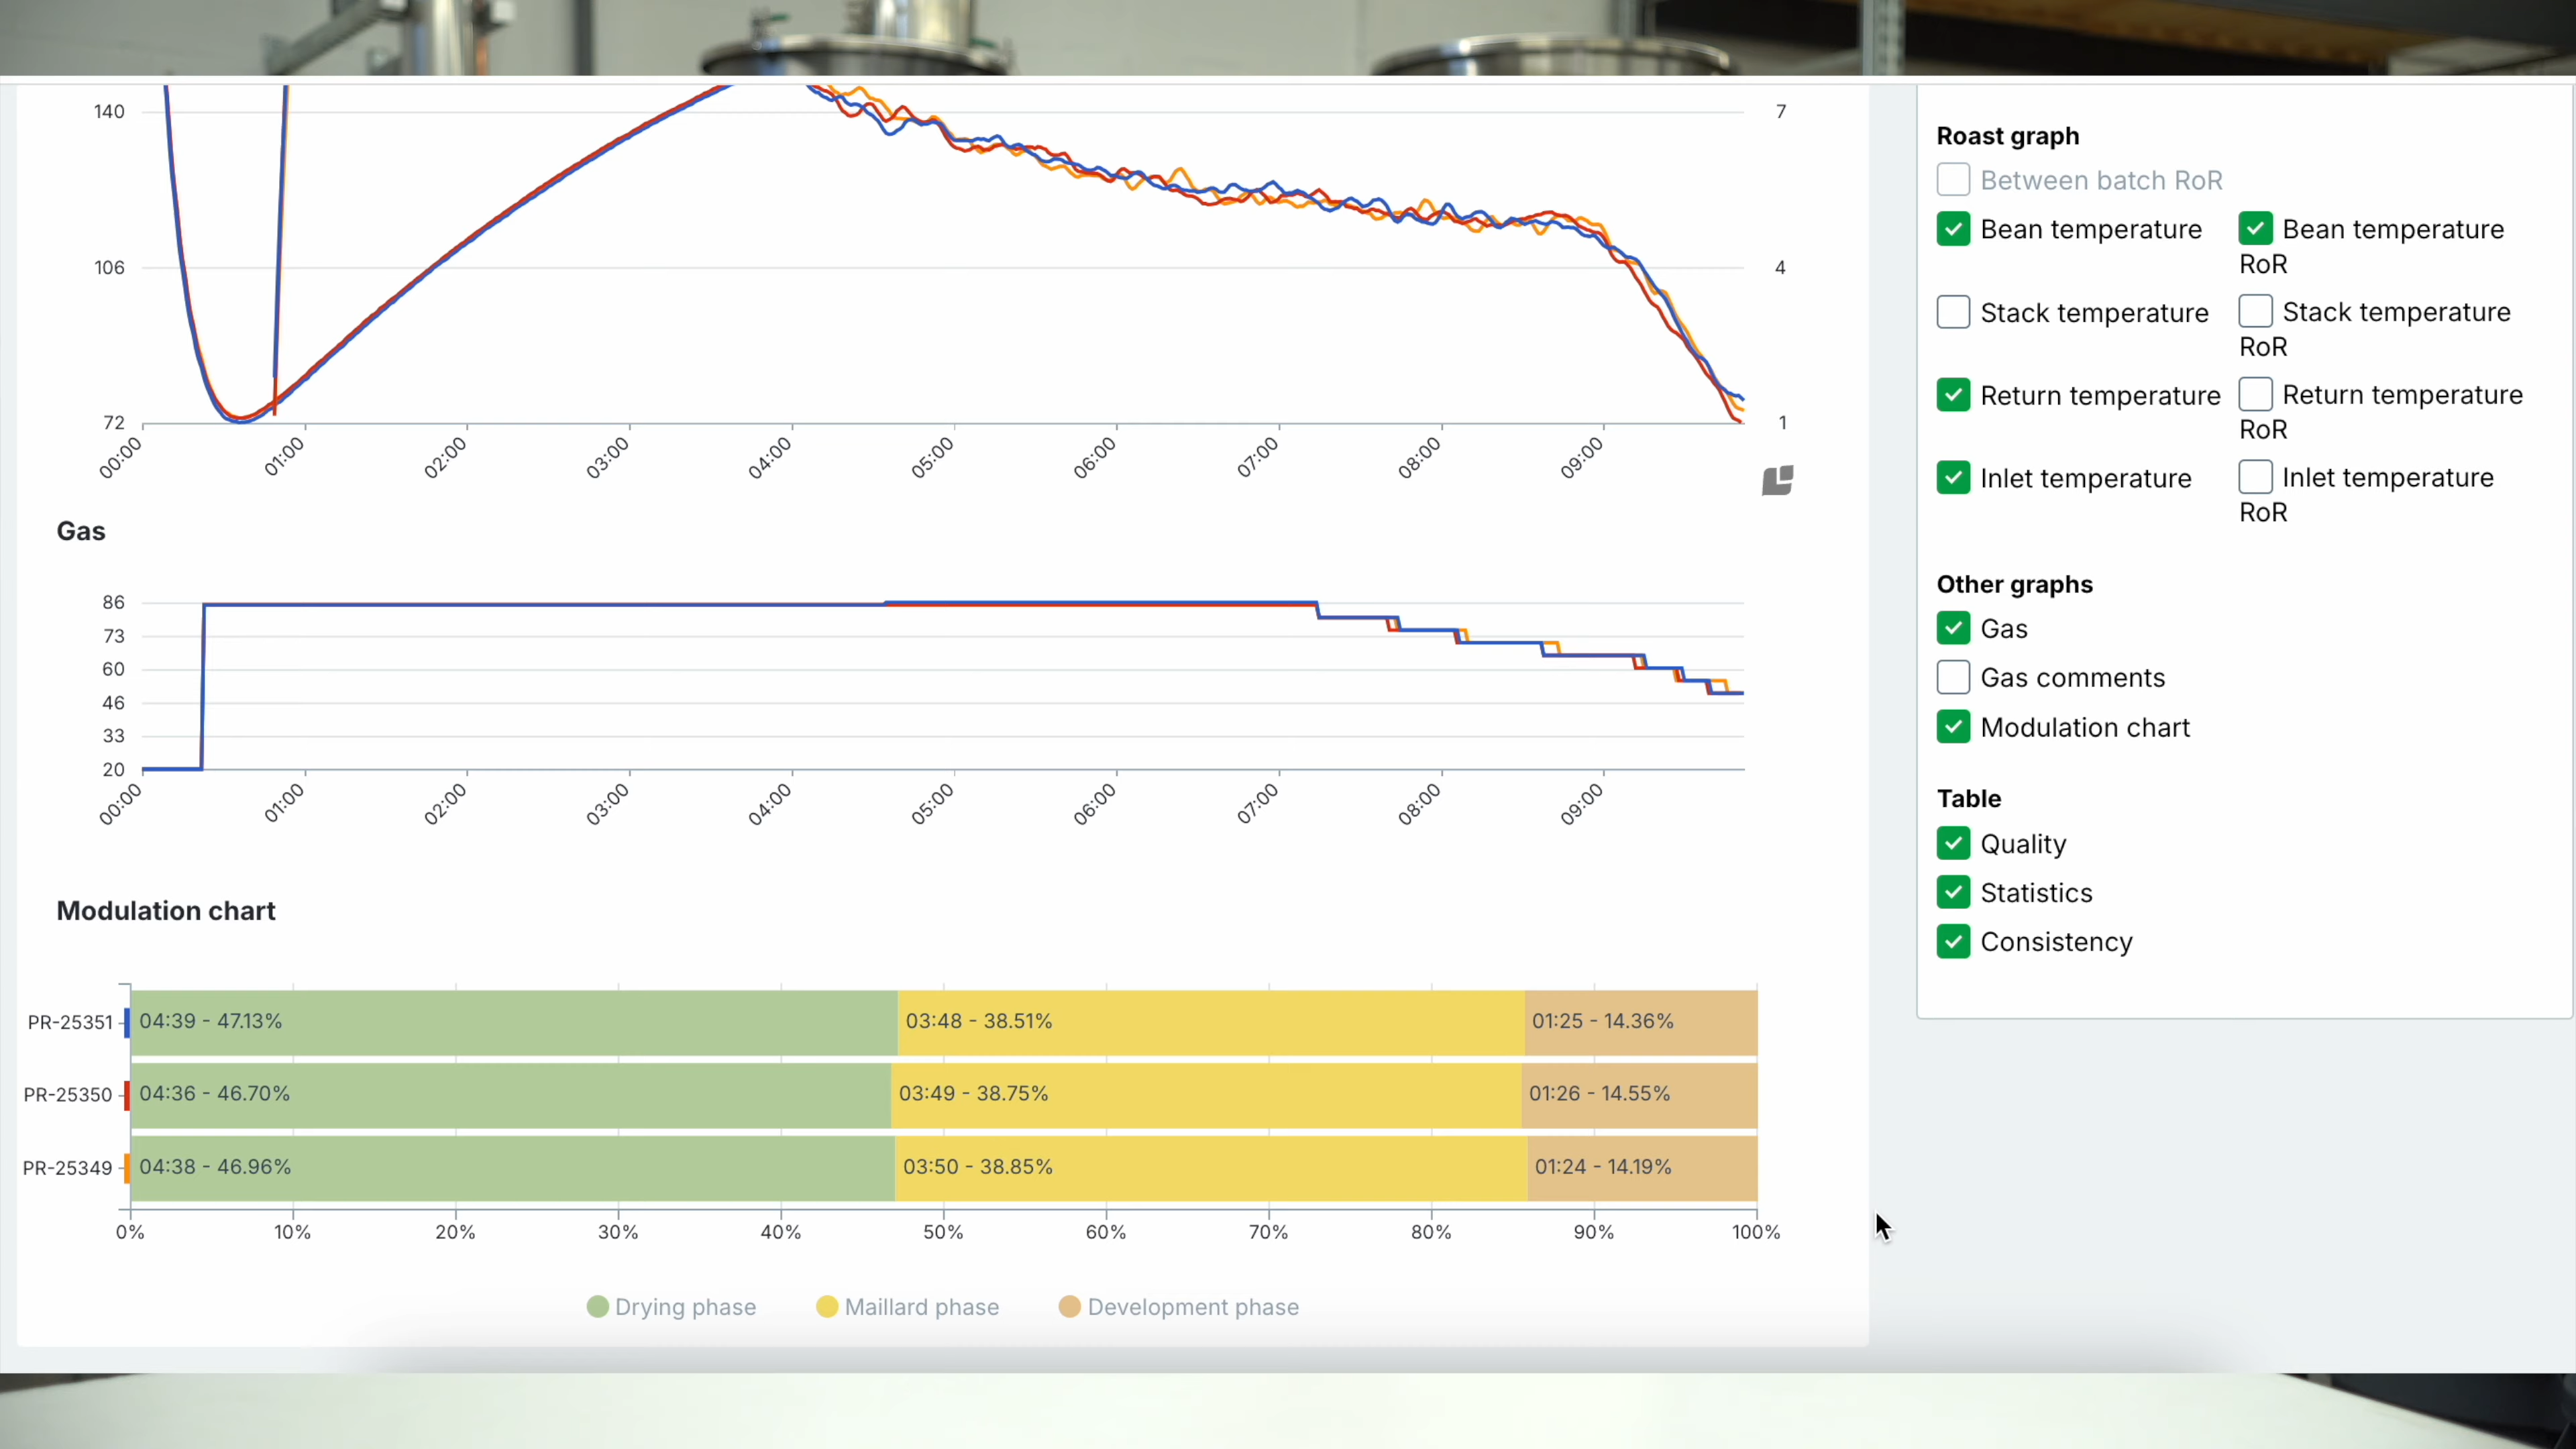 140
7
106
4
72
1
00:00
01:00
02:00
03:00
04:00
05:00
06:00
07:00
08:00
09:00
Gas
86
73
60
46
33
20
00:00
01:00
02:00
03:00
04:00
05:00
06:00
07:00
08:00
09:00
Modulation chart
PR-25351
04:39 - 47.13%
03:48 - 38.51%
01:25 - 14.36%
PR-25350
04:36 - 46.70%
03:49 - 38.75%
01:26 - 14.55%
PR-25349
04:38 - 46.96%
03:50 - 38.85%
01:24 - 14.19%
0%
10%
20%
30%
40%
50%
60%
70%
80%
90%
100%
Drying phase
Maillard phase
Development phase
Roast graph
Between batch RoR
Bean temperature
Bean temperature
RoR
Stack temperature
Stack temperature
RoR
Return temperature
Return temperature
RoR
Inlet temperature
Inlet temperature
RoR
Other graphs
Gas
Gas comments
Modulation chart
Table
Quality
Statistics
Consistency